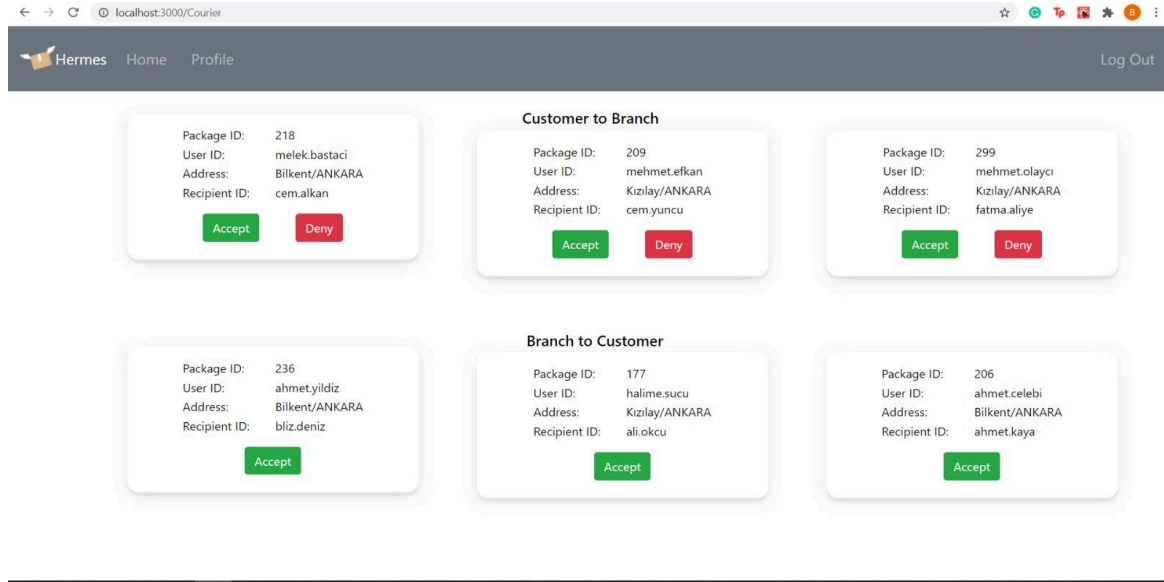 localhost:3000/Courier
Hermes Home Profile Log Out
Customer to Branch
Package ID: 218
User ID: melek.bastaci
Address: Bilkent/ANKARA
Recipient ID: cem.alkan
Accept Deny
Package ID: 209
User ID: mehmet.efkan
Address: Kızılay/ANKARA
Recipient ID: cem.yuncu
Accept Deny
Package ID: 299
User ID: mehmet.olaycı
Address: Kızılay/ANKARA
Recipient ID: fatma.aliye
Accept Deny
Branch to Customer
Package ID: 236
User ID: ahmet.yildiz
Address: Bilkent/ANKARA
Recipient ID: bliz.deniz
Accept
Package ID: 177
User ID: halime.sucu
Address: Kızılay/ANKARA
Recipient ID: ali.okcu
Accept
Package ID: 206
User ID: ahmet.celebi
Address: Bilkent/ANKARA
Recipient ID: ahmet.kaya
Accept